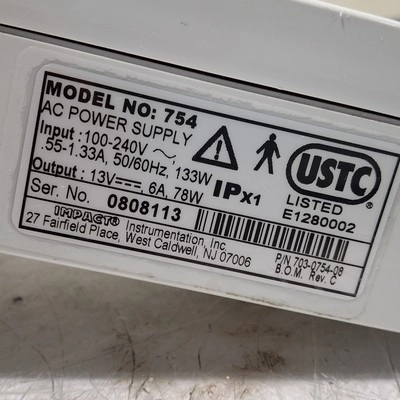 MODEL NO: 754
AC POWER SUPPLY
Input : 100-240V ~,
.55-1.33A, 50/60Hz, 133W
Output : 13V⎓ 6A, 78W
IPX1
Ser. No. 0808113
USTC
®
LISTED
E1280002
IMPACT® Instrumentation, Inc.
27 Fairfield Place, West Caldwell, NJ 07006
P/N 703-0754-08
B.O.M. Rev. C